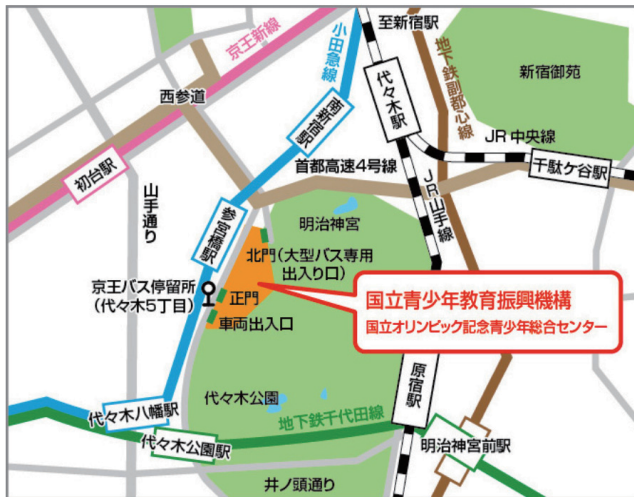 至新宿駅
京王新線
小田急線
地下鉄副都心線
新宿御苑
西参道
南新宿駅
代々木駅
JR中央線
千駄ケ谷駅
初台駅
首都高速4号線
山手通り
参宮橋駅
JR山手線
明治神宮
北門(大型バス専用
出入り口)
京王バス停留所
(代々木5丁目)
正門
車両出入口
国立青少年教育振興機構
国立オリンピック記念青少年総合センター
原宿駅
代々木公園
代々木八幡駅
地下鉄千代田線
代々木公園駅
明治神宮前駅
井ノ頭通り